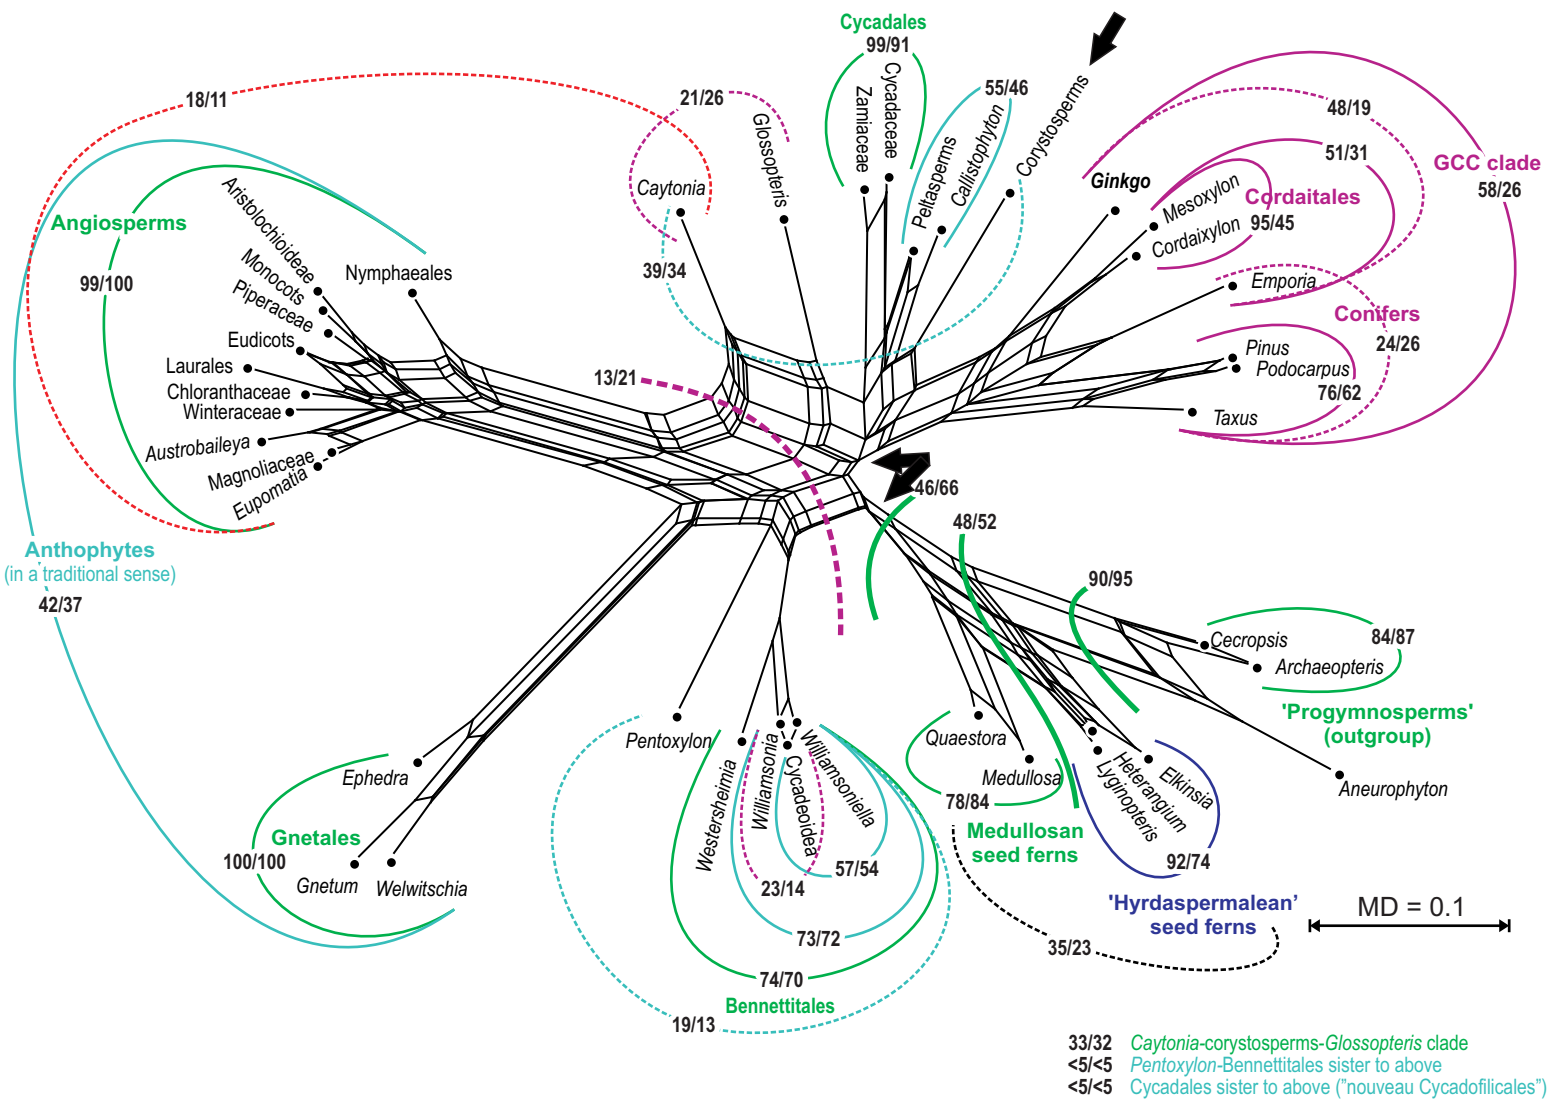 Cycadales
99/91
Zamiaceae
Cycadaceae
55/46
Peltasperms
Callistophyton
Corystosperms
18/11
21/26
Glossopteris
Caytonia
39/34
48/19
51/31
GCC clade
58/26
Ginkgo
Mesoxylon
Cordaitales
Cordaixylon
95/45
Emporia
Conifers
24/26
Pinus
Podocarpus
76/62
Taxus
Angiosperms
99/100
Aristolochioideae
Monocots
Piperaceae
Nymphaeales
Eudicots
Laurales
Chloranthaceae
Winteraceae
Austrobaileya
Magnoliaceae
Eupomatia
13/21
46/66
48/52
90/95
Anthophytes
(in a traditional sense)
42/37
Cecropsis
84/87
Archaeopteris
'Progymnosperms'
(outgroup)
Aneurophyton
Pentoxylon
Westersheimia
Williamsonia
Cycadeoidea
Williamsoniella
Quaestora
Medullosa
78/84
Medullosan
seed ferns
Heterangium
Lyginopteris
Elkinsia
92/74
'Hyrdaspermalean’
seed ferns
35/23
Ephedra
Gnetales
100/100
Gnetum
Welwitschia
57/54
23/14
73/72
74/70
Bennettitales
19/13
MD = 0.1
33/32 Caytonia-corystosperms-Glossopteris clade
<5/<5 Pentoxylon-Bennettitales sister to above
<5/<5 Cycadales sister to above (”nouveau Cycadofilicales”)